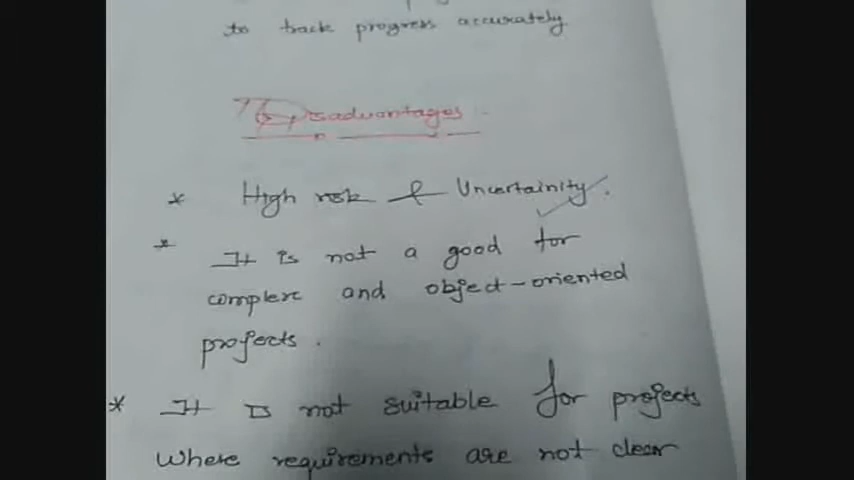 to track progress accurately
Disadvantages
* High risk & Uncertainity.
* It is not a good for
complex and object-oriented
projects.
* It is not suitable for projects
where requirements are not clear